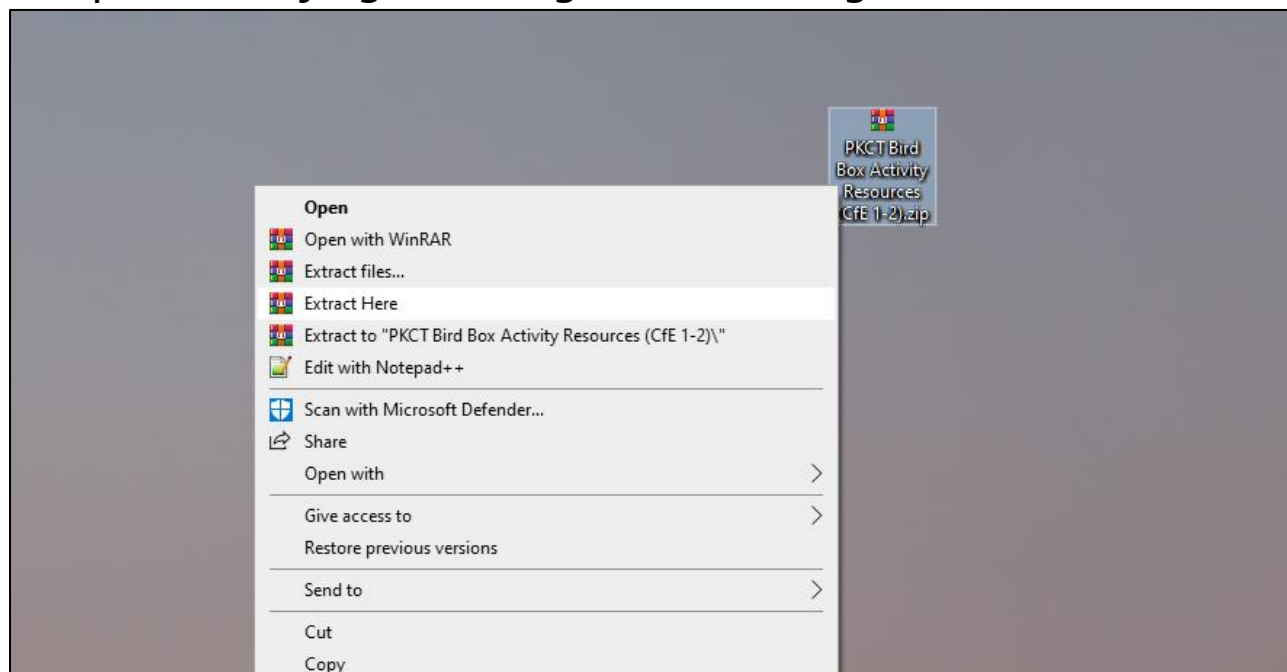 PKCT Bird
Box Activity
Resources
(CfE 1-2).zip
Open
Open with WinRAR
Extract files...
Extract Here
Extract to "PKCT Bird Box Activity Resources (CfE 1-2)\"
Edit with Notepad++
Scan with Microsoft Defender...
Share
Open with
Give access to
Restore previous versions
Send to
Cut
Copy